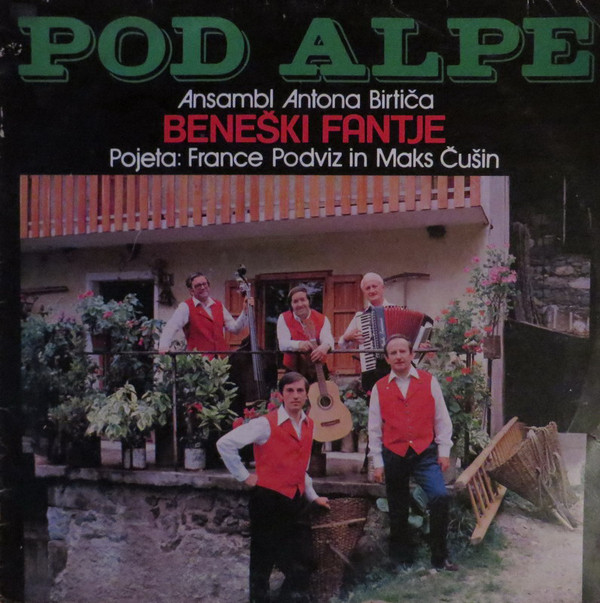 POD ALPE
Ansambl Antona Birtiča
BENEŠKI FANTJE
Pojeta: France Podviz in Maks Čušin